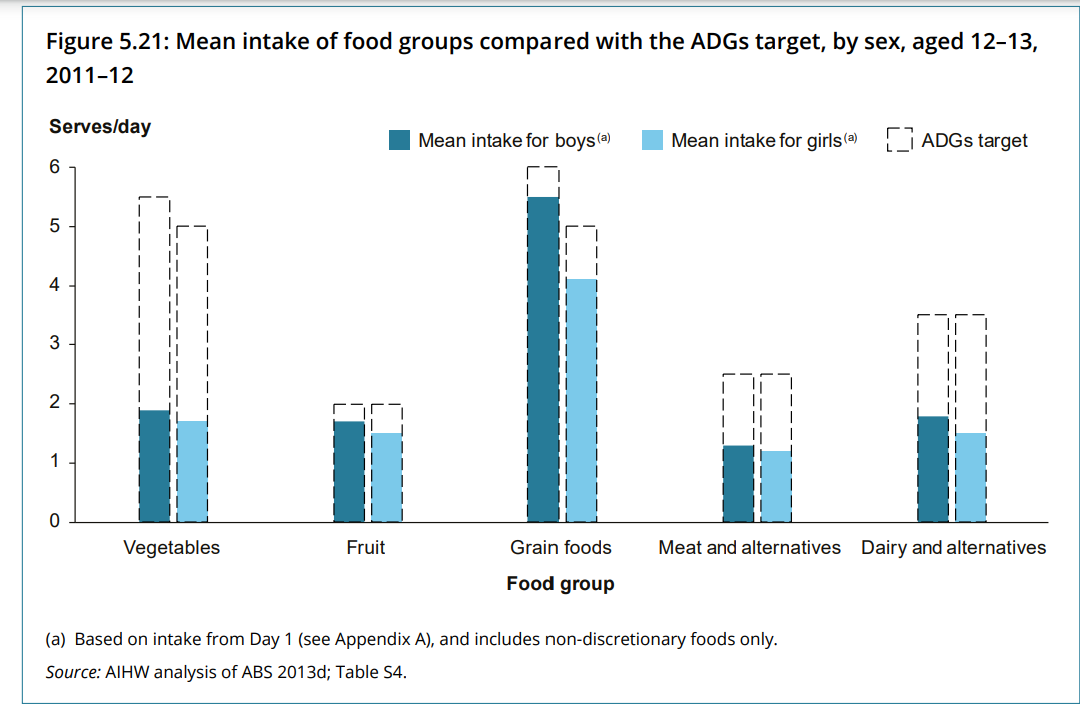 Figure 5.21: Mean intake of food groups compared with the ADGs target, by sex, aged 12–13,
2011–12
Serves/day
Mean intake for boys(a) Mean intake for girls(a) ADGs target
6
5
4
3
2
1
0
Vegetables Fruit Grain foods Meat and alternatives Dairy and alternatives
Food group
(a) Based on intake from Day 1 (see Appendix A), and includes non-discretionary foods only.
Source: AIHW analysis of ABS 2013d; Table S4.